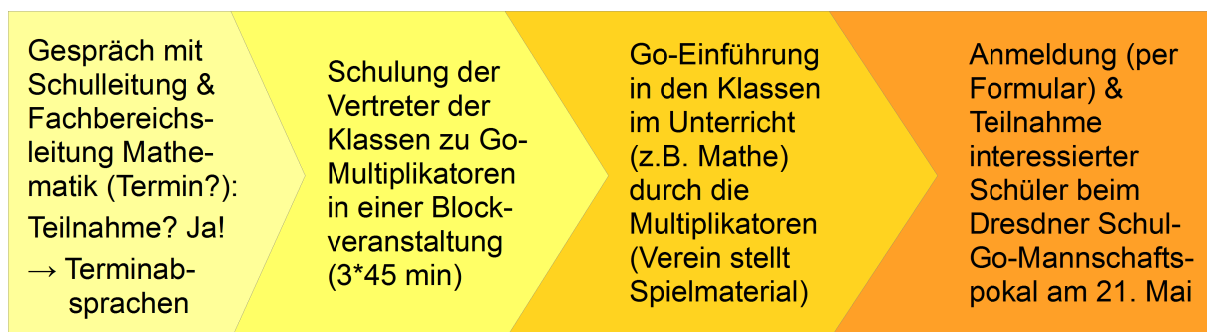 Gespräch mit
Schulleitung &
Fachbereichs-
leitung Mathe-
matik (Termin?):
Teilnahme? Ja!
→ Terminab-
sprachen
Schulung der
Vertreter der
Klassen zu Go-
Multiplikatoren
in einer Block-
veranstaltung
(3*45 min)
Go-Einführung
in den Klassen
im Unterricht
(z.B. Mathe)
durch die
Multiplikatoren
(Verein stellt
Spielmaterial)
Anmeldung (per
Formular) &
Teilnahme
interessierter
Schüler beim
Dresdner Schul-
Go-Mannschafts-
pokal am 21. Mai